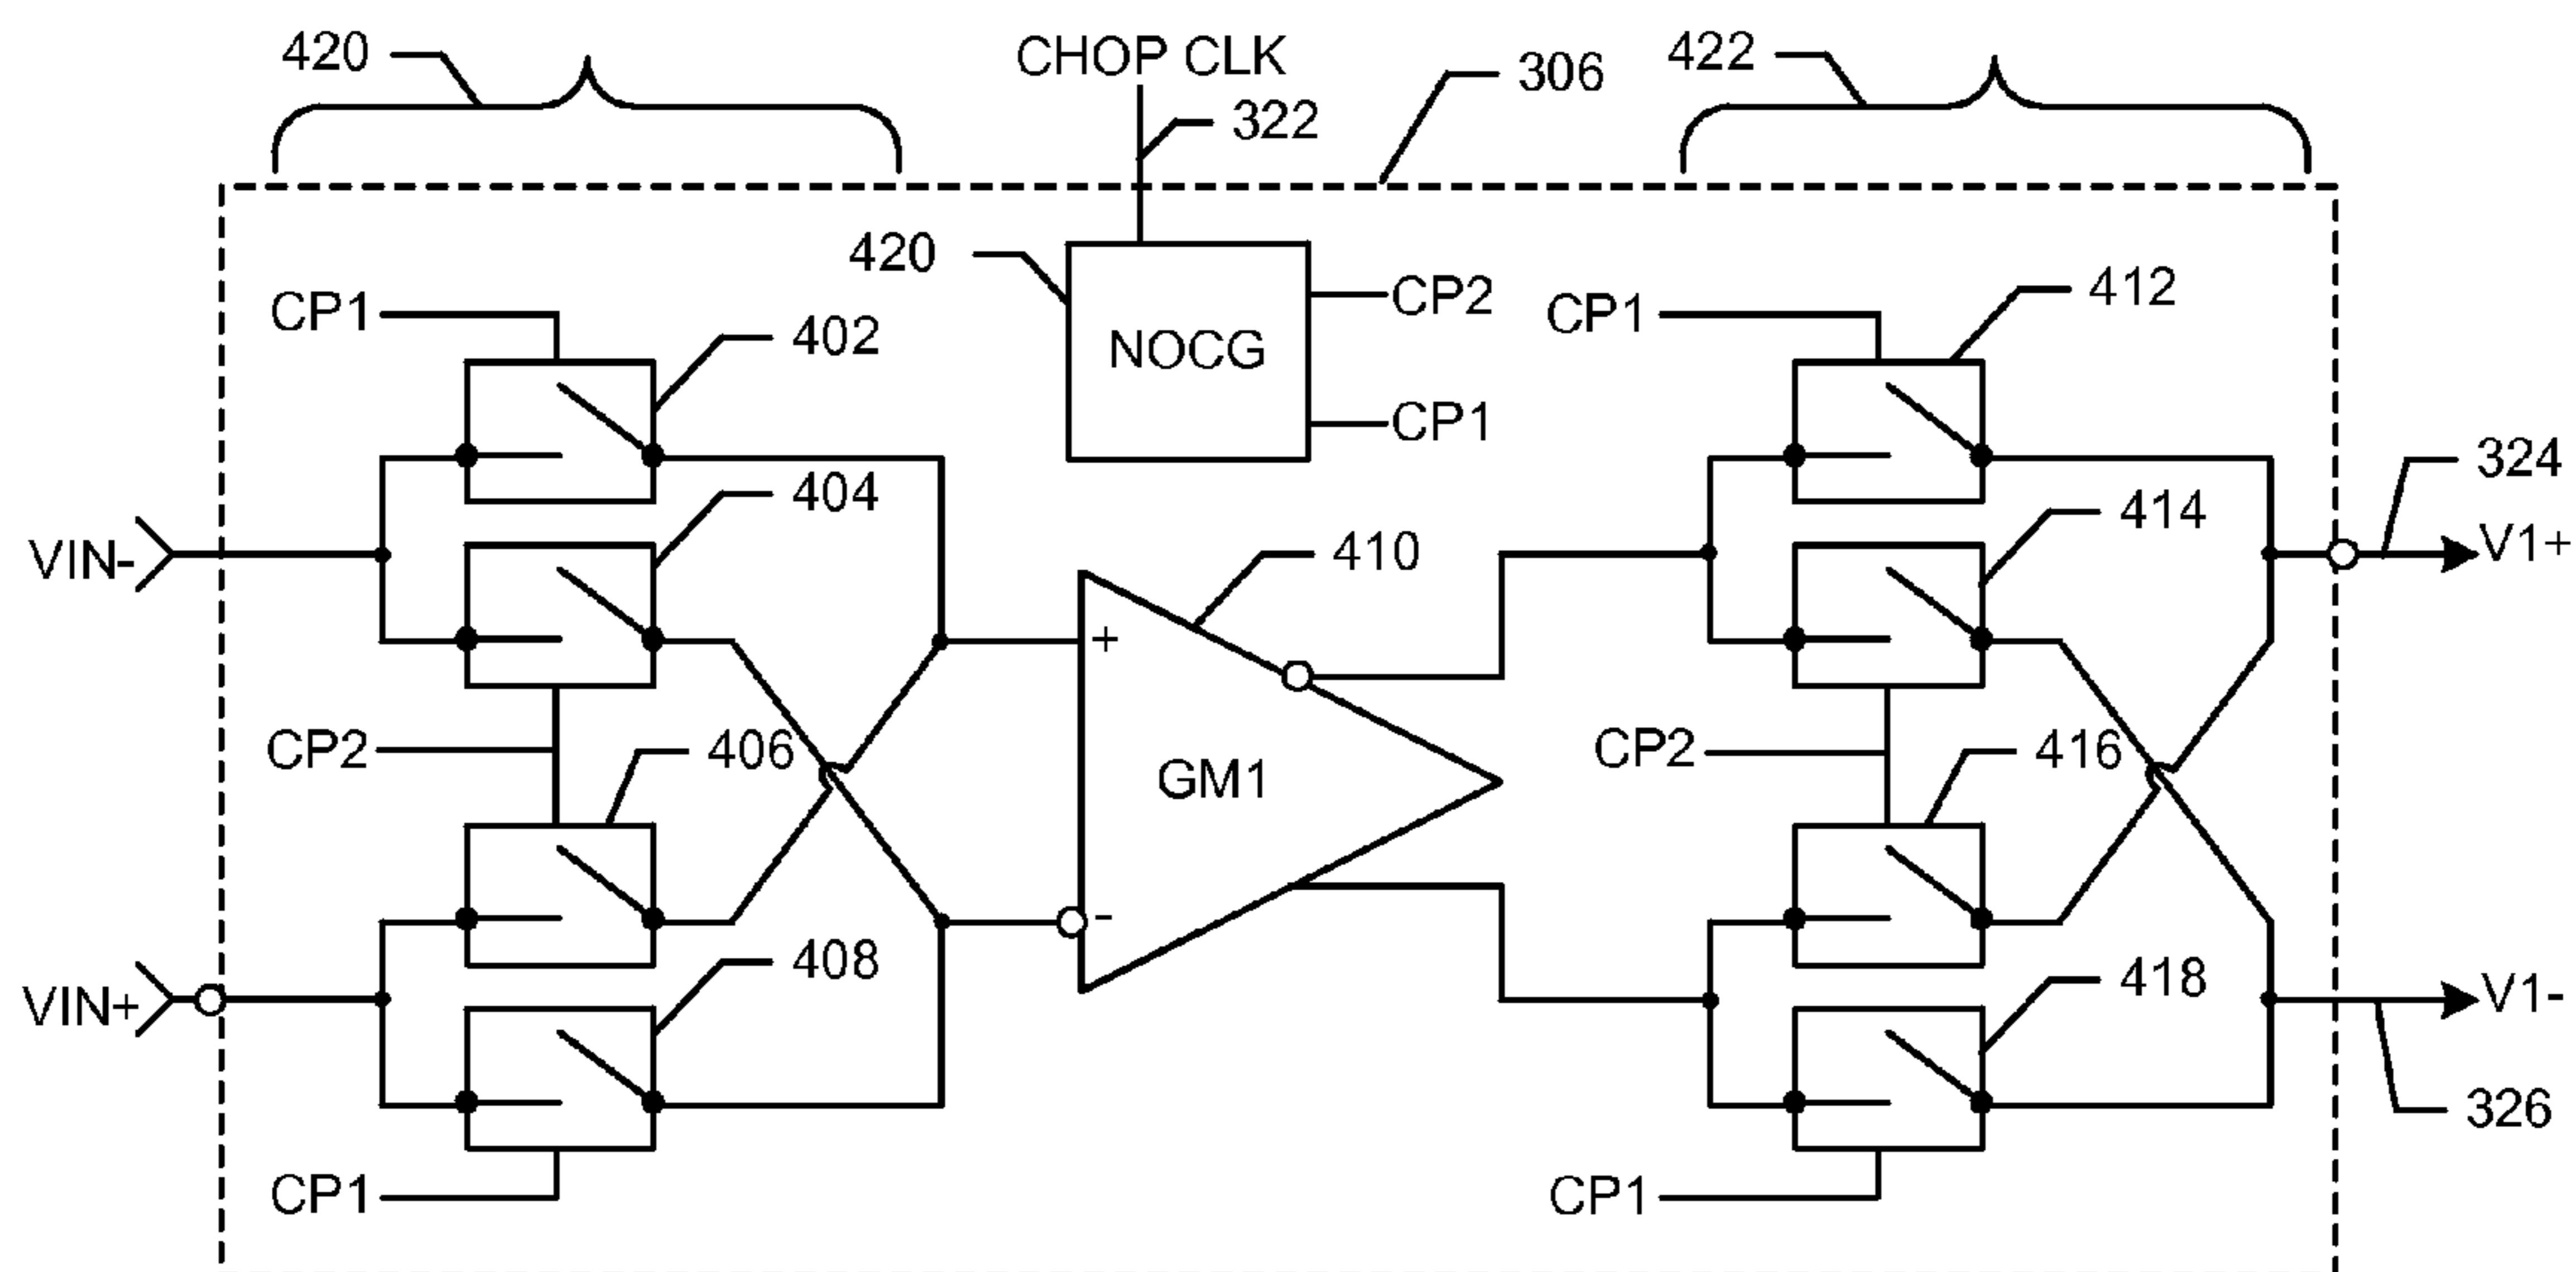 420
CHOP CLK
306
422
322
420
CP2
NOCG
CP1
CP1
402
404
VIN-
CP2
406
VIN+
408
CP1
410
+
GM1
-
CP1
412
414
CP2
416
418
CP1
324
V1+
V1-
326